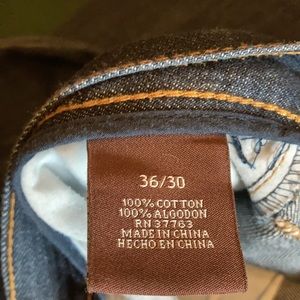 36/30
100% COTTON
100% ALGODON
RN 37763
MADE IN CHINA
HECHO EN CHINA